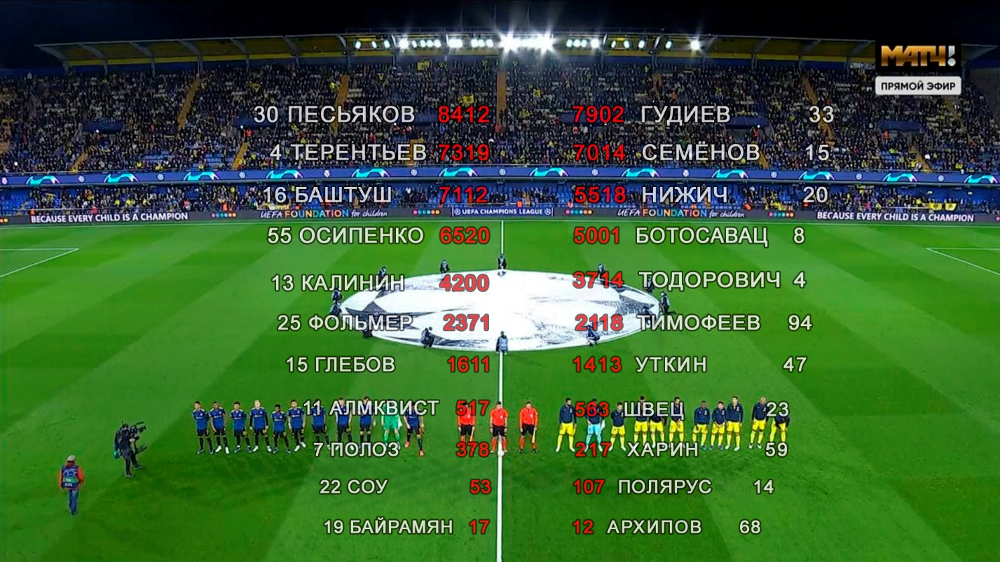 МАТЧ!
ПРЯМОЙ ЭФИР
30 ПЕСЬЯКОВ 8412 7902 ГУДИЕВ 33
4 ТЕРЕНТЬЕВ 7319 7014 СЕМЁНОВ 15
16 БАШТУШ 7112 5518 НИЖИЧ 20
BECAUSE EVERY CHILD IS A CHAMPION UEFA FOUNDATION for children UEFA CHAMPIONS LEAGUE UEFA FOUNDATION for children BECAUSE EVERY CHILD IS A CHAMPION
55 ОСИПЕНКО 6520 5001 БОТОСАВАЦ 8
13 КАЛИНИН 4200 3714 ТОДОРОВИЧ 4
25 ФОЛЬМЕР 2371 2118 ТИМОФЕЕВ 94
15 ГЛЕБОВ 1611 1413 УТКИН 47
11 АЛМКВИСТ 517 563 ШВЕЦ 23
7 ПОЛОЗ 378 217 ХАРИН 59
22 СОУ 53 107 ПОЛЯРУС 14
19 БАЙРАМЯН 17 12 АРХИПОВ 68